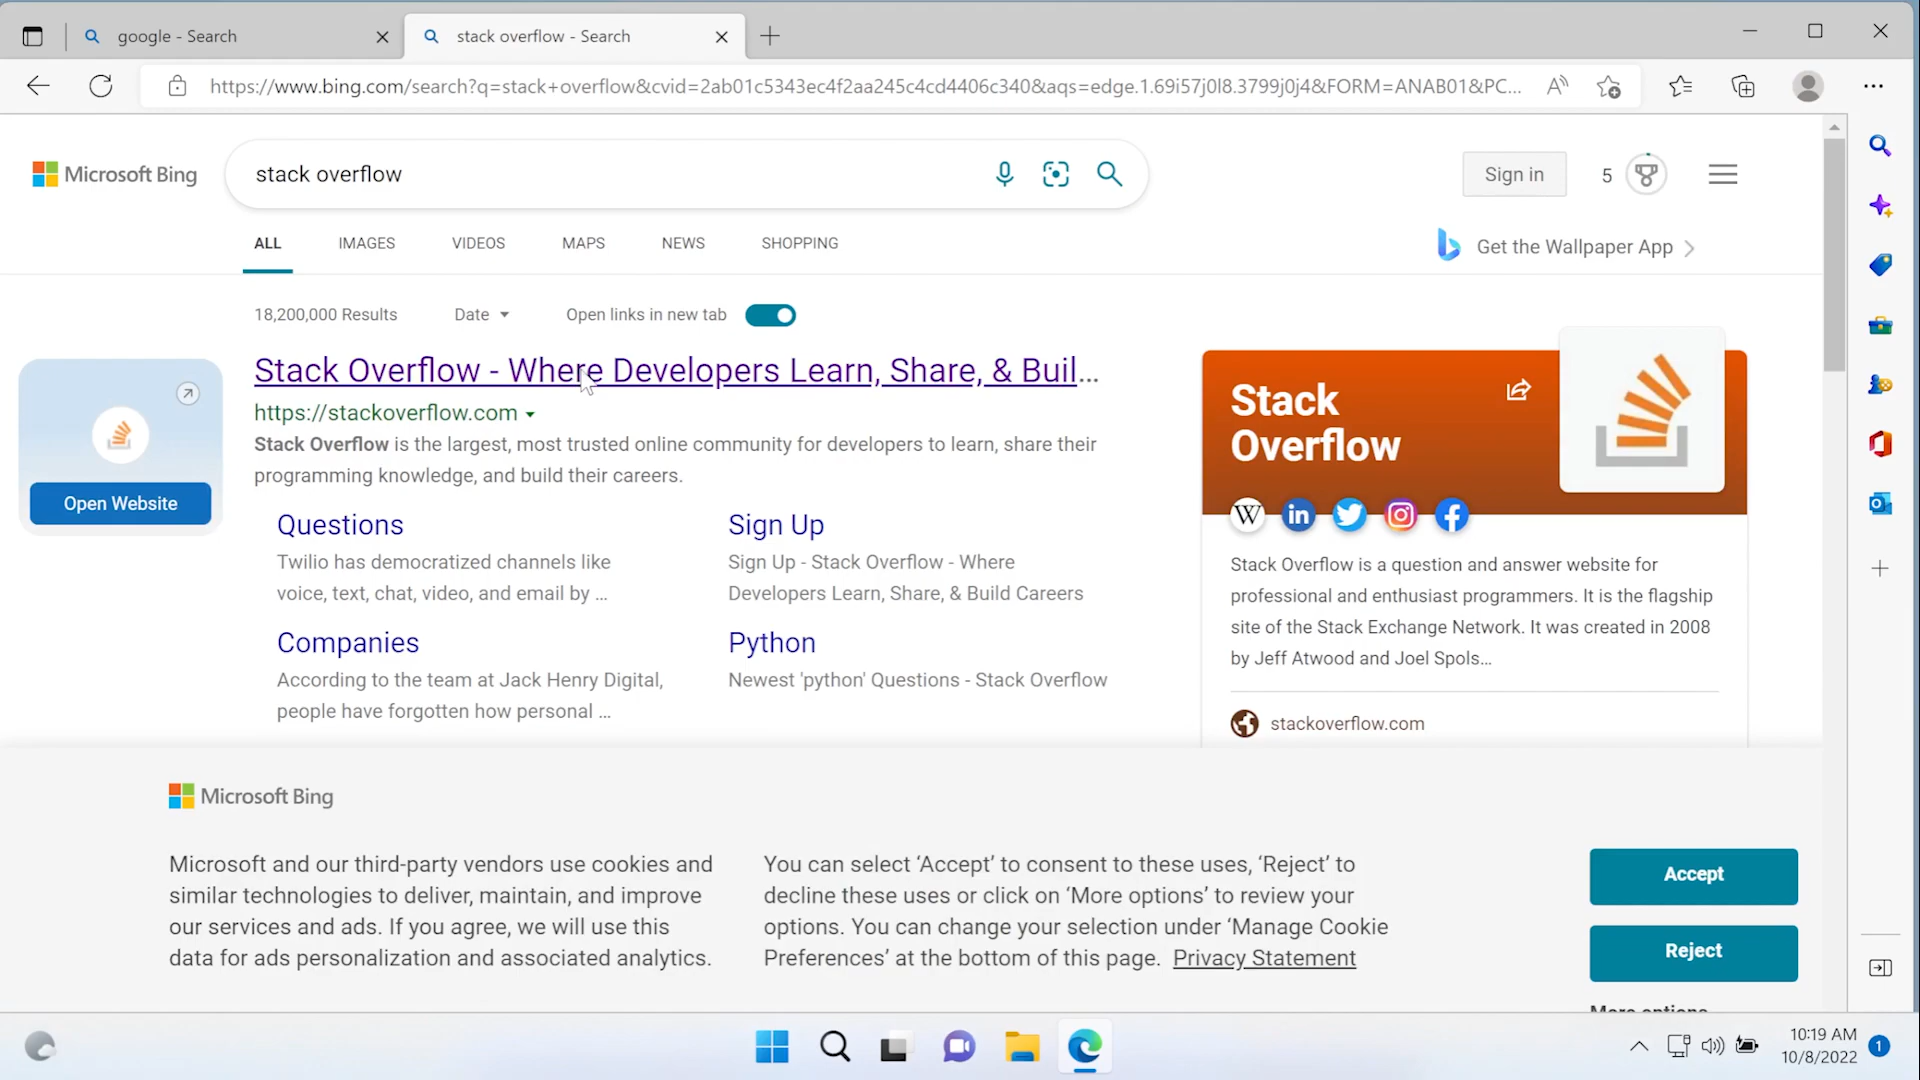 google - Search
stack overflow - Search
https://www.bing.com/search?q=stack+overflow&cvid=2ab01c5343ec4f2aa245c4cd4406c340&aqs=edge.1.69i57j0l8.3799j0j4&FORM=ANAB01&PC...
Microsoft Bing
stack overflow
Sign in
5
ALL
IMAGES
VIDEOS
MAPS
NEWS
SHOPPING
Get the Wallpaper App
18,200,000 Results
Date
Open links in new tab
Open Website
Stack Overflow - Where Developers Learn, Share, & Buil...
https://stackoverflow.com
Stack Overflow is the largest, most trusted online community for developers to learn, share their
programming knowledge, and build their careers.
Questions
Twilio has democratized channels like
voice, text, chat, video, and email by ...
Sign Up
Sign Up - Stack Overflow - Where
Developers Learn, Share, & Build Careers
Companies
According to the team at Jack Henry Digital,
people have forgotten how personal ...
Python
Newest 'python' Questions - Stack Overflow
Stack
Overflow
W
in
Stack Overflow is a question and answer website for
professional and enthusiast programmers. It is the flagship
site of the Stack Exchange Network. It was created in 2008
by Jeff Atwood and Joel Spols...
stackoverflow.com
Microsoft Bing
Microsoft and our third-party vendors use cookies and
similar technologies to deliver, maintain, and improve
our services and ads. If you agree, we will use this
data for ads personalization and associated analytics.
You can select ‘Accept’ to consent to these uses, ‘Reject’ to
decline these uses or click on ‘More options’ to review your
options. You can change your selection under ‘Manage Cookie
Preferences’ at the bottom of this page. Privacy Statement
Accept
Reject
More options
10:19 AM
10/8/2022
1